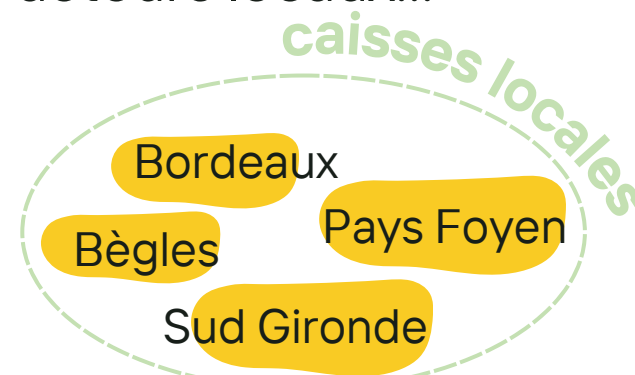 caisses locales
Bordeaux
Pays Foyen
Bègles
Sud Gironde